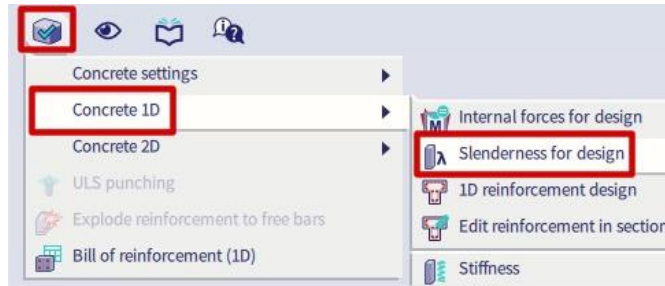 Concrete settings
Concrete 1D
Concrete 2D
ULS punching
Explode reinforcement to free bars
Bill of reinforcement (1D)
M Internal forces for design
λ Slenderness for design
1D reinforcement design
Edit reinforcement in section
Stiffness